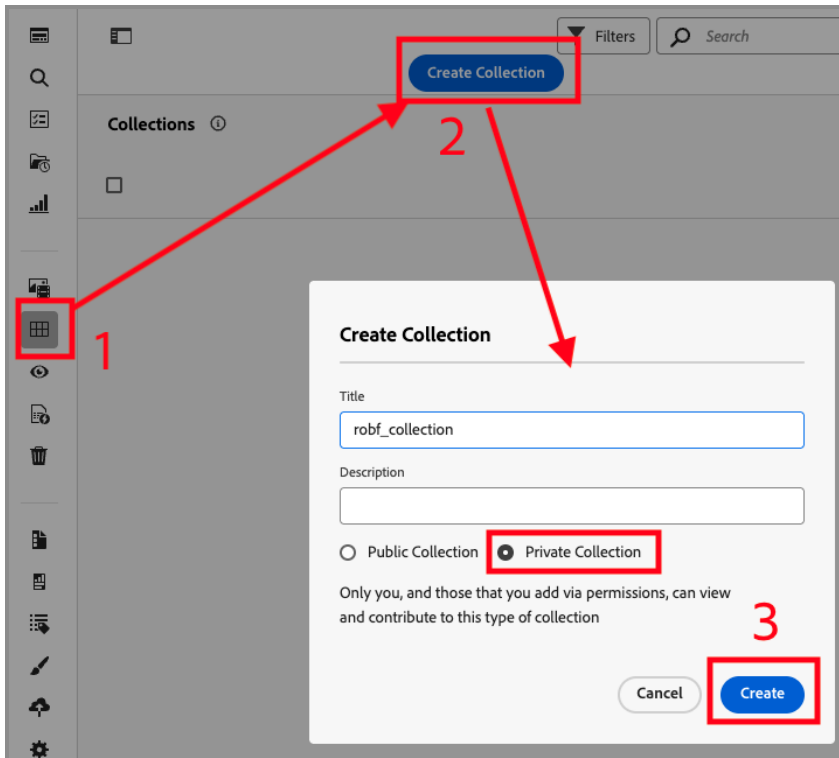 Filters
Search
Create Collection
2
Collections
1
Create Collection
Title
robf_collection
Description
Public Collection
Private Collection
Only you, and those that you add via permissions, can view
and contribute to this type of collection
3
Cancel
Create